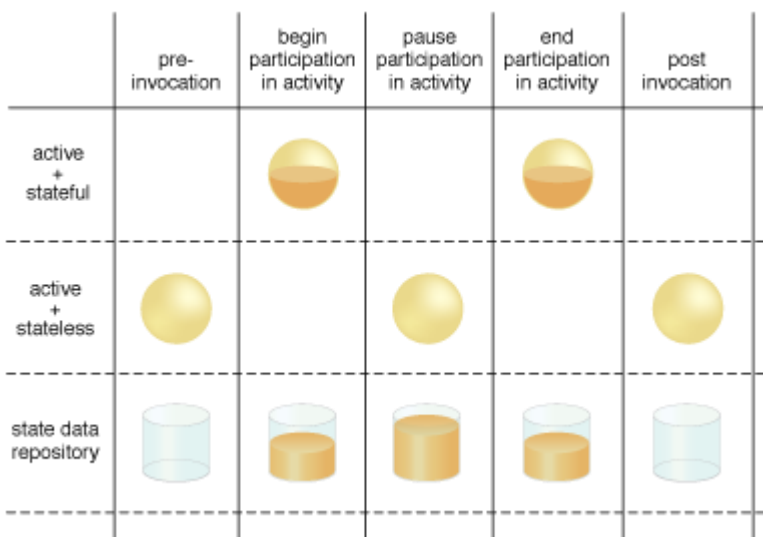 pre-
invocation
begin
participation
in activity
pause
participation
in activity
end
participation
in activity
post
invocation
active
+
stateful
active
+
stateless
state data
repository